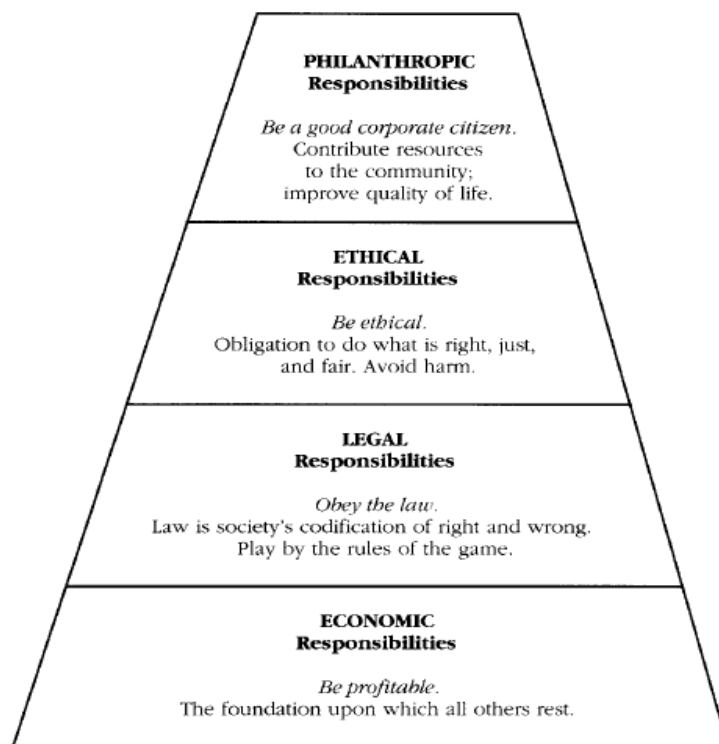 PHILANTHROPIC
Responsibilities
Be a good corporate citizen.
Contribute resources
to the community;
improve quality of life.
ETHICAL
Responsibilities
Be ethical.
Obligation to do what is right, just,
and fair. Avoid harm.
LEGAL
Responsibilities
Obey the law.
Law is society's codification of right and wrong.
Play by the rules of the game.
ECONOMIC
Responsibilities
Be profitable.
The foundation upon which all others rest.